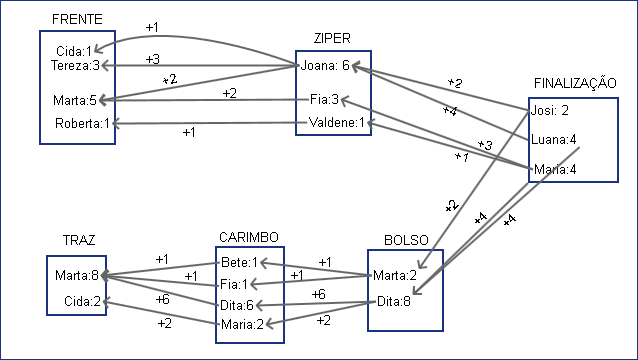 FRENTE
Cida:1
Tereza:3
Marta:5
Roberta:1
+1
+3
+2
+2
+1
ZIPER
Joana: 6
Fia:3
Valdene:1
+2
+4
+3
+1
FINALIZAÇÃO
Josi: 2
Luana:4
Maria:4
+2
+4
+4
TRAZ
Marta:8
Cida:2
+1
+1
+6
+2
CARIMBO
Bete:1
Fia:1
Dita:6
Maria:2
+1
+1
+6
+2
BOLSO
Marta:2
Dita:8